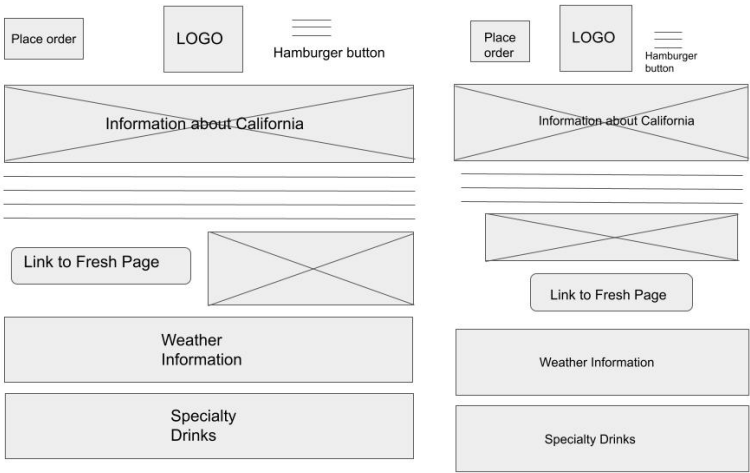 Place order
LOGO
Hamburger button
Information about California
Link to Fresh Page
Weather
Information
Specialty
Drinks
Place
order
LOGO
Hamburger
button
Information about California
Link to Fresh Page
Weather Information
Specialty Drinks